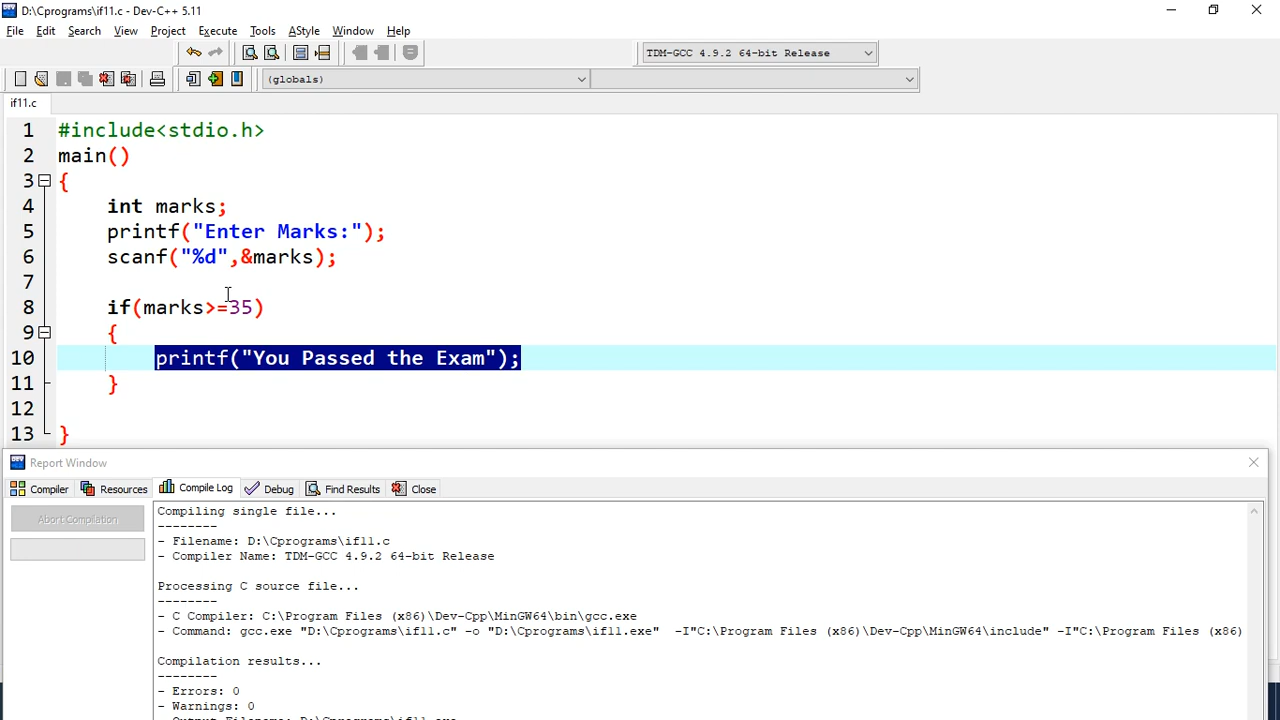 D:\Cprograms\if11.c - Dev-C++ 5.11
File Edit Search View Project Execute Tools AStyle Window Help
TDM-GCC 4.9.2 64-bit Release
(globals)
if11.c
1 #include<stdio.h>
2 main()
3 {
4 int marks;
5 printf("Enter Marks:");
6 scanf("%d",&marks);
7
8 if(marks>=35)
9 {
10 printf("You Passed the Exam");
11 }
12
13 }
Report Window
Compiler Resources Compile Log Debug Find Results Close
Abort Compilation
Compiling single file...
--------
- Filename: D:\Cprograms\if11.c
- Compiler Name: TDM-GCC 4.9.2 64-bit Release
Processing C source file...
--------
- C Compiler: C:\Program Files (x86)\Dev-Cpp\MinGW64\bin\gcc.exe
- Command: gcc.exe "D:\Cprograms\if11.c" -o "D:\Cprograms\if11.exe" -I"C:\Program Files (x86)\Dev-Cpp\MinGW64\include" -I"C:\Program Files (x86)
Compilation results...
--------
- Errors: 0
- Warnings: 0
- Output Filename: D:\Cprograms\if11.exe